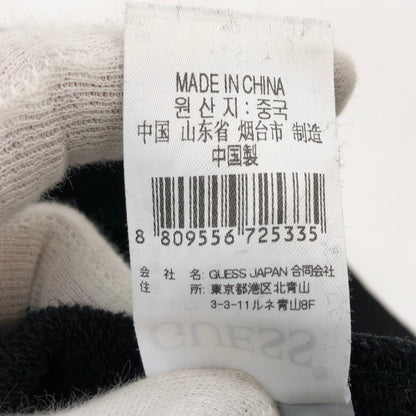 MADE IN CHINA
원 산 지 : 중국
中国 山东省 烟台市 制造
中国製
8 809556 725335
会 社 名: GUESS JAPAN 合同会社
住 所: 東京都港区北青山
3-3-11ルネ青山8F
GUESS